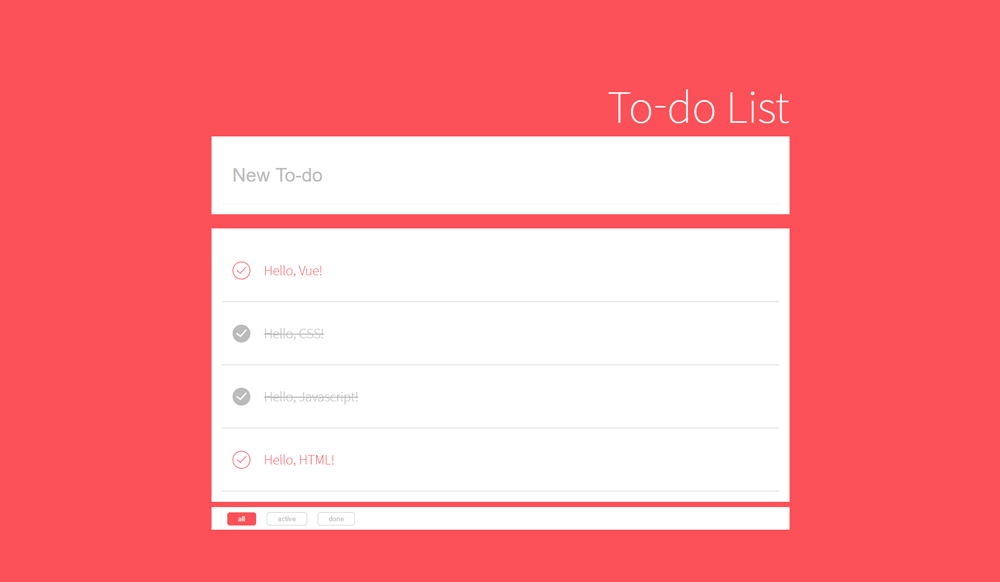 To-do List
New To-do
Hello, Vue!
Hello, CSS!
Hello, Javascript!
Hello, HTML!
all active done